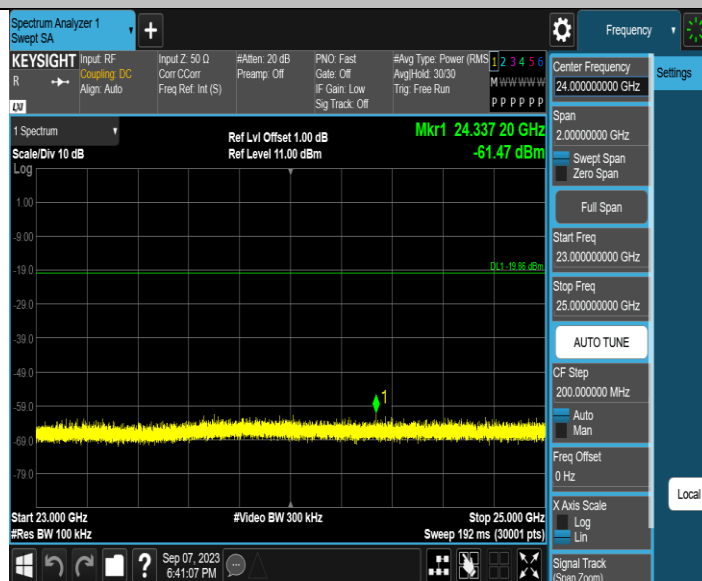 Spectrum Analyzer 1
Swept SA
Frequency
Settings
KEYSIGHT
R
LXI
Input: RF
Coupling: DC
Align: Auto
Input Z: 50 Ω
Corr CCorr
Freq Ref: Int (S)
#Atten: 20 dB
Preamp: Off
PNO: Fast
Gate: Off
IF Gain: Low
Sig Track: Off
#Avg Type: Power (RMS
Avg|Hold: 30/30
Trig: Free Run
1 2 3 4 5 6
M W W W W W
P P P P P P
1 Spectrum
Scale/Div 10 dB
Ref Lvl Offset 1.00 dB
Ref Level 11.00 dBm
Mkr1 24.337 20 GHz
-61.47 dBm
Log
1.00
-9.00
-19.0
DL1 -19.86 dBm
-29.0
-39.0
-49.0
-59.0
1
-69.0
-79.0
Start 23.000 GHz
#Res BW 100 kHz
#Video BW 300 kHz
Stop 25.000 GHz
Sweep 192 ms (30001 pts)
Center Frequency
24.00000000 GHz
Span
2.00000000 GHz
Swept Span
Zero Span
Full Span
Start Freq
23.000000000 GHz
Stop Freq
25.000000000 GHz
AUTO TUNE
CF Step
200.000000 MHz
Auto
Man
Freq Offset
0 Hz
X Axis Scale
Log
Lin
Signal Track
(Span Zoom)
Local
?
Sep 07, 2023
6:41:07 PM